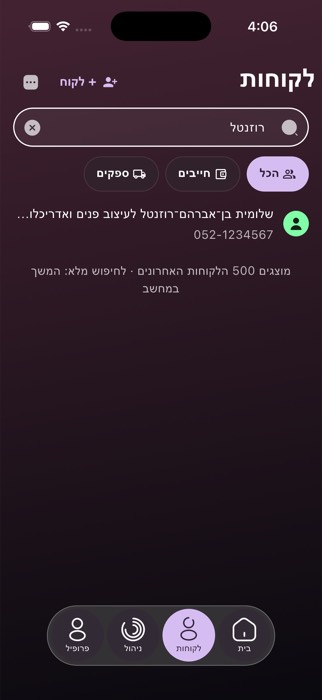 4:06
לקוחות
+ לקוח
רוזנטל
הכל
חייבים
ספקים
שלומית בן־אברהם־רוזנטל לעיצוב פנים ואדריכלו...
052-1234567
מוצגים 500 הלקוחות האחרונים · לחיפוש מלא: המשך
במחשב
בית
לקוחות
ניהול
פרופיל